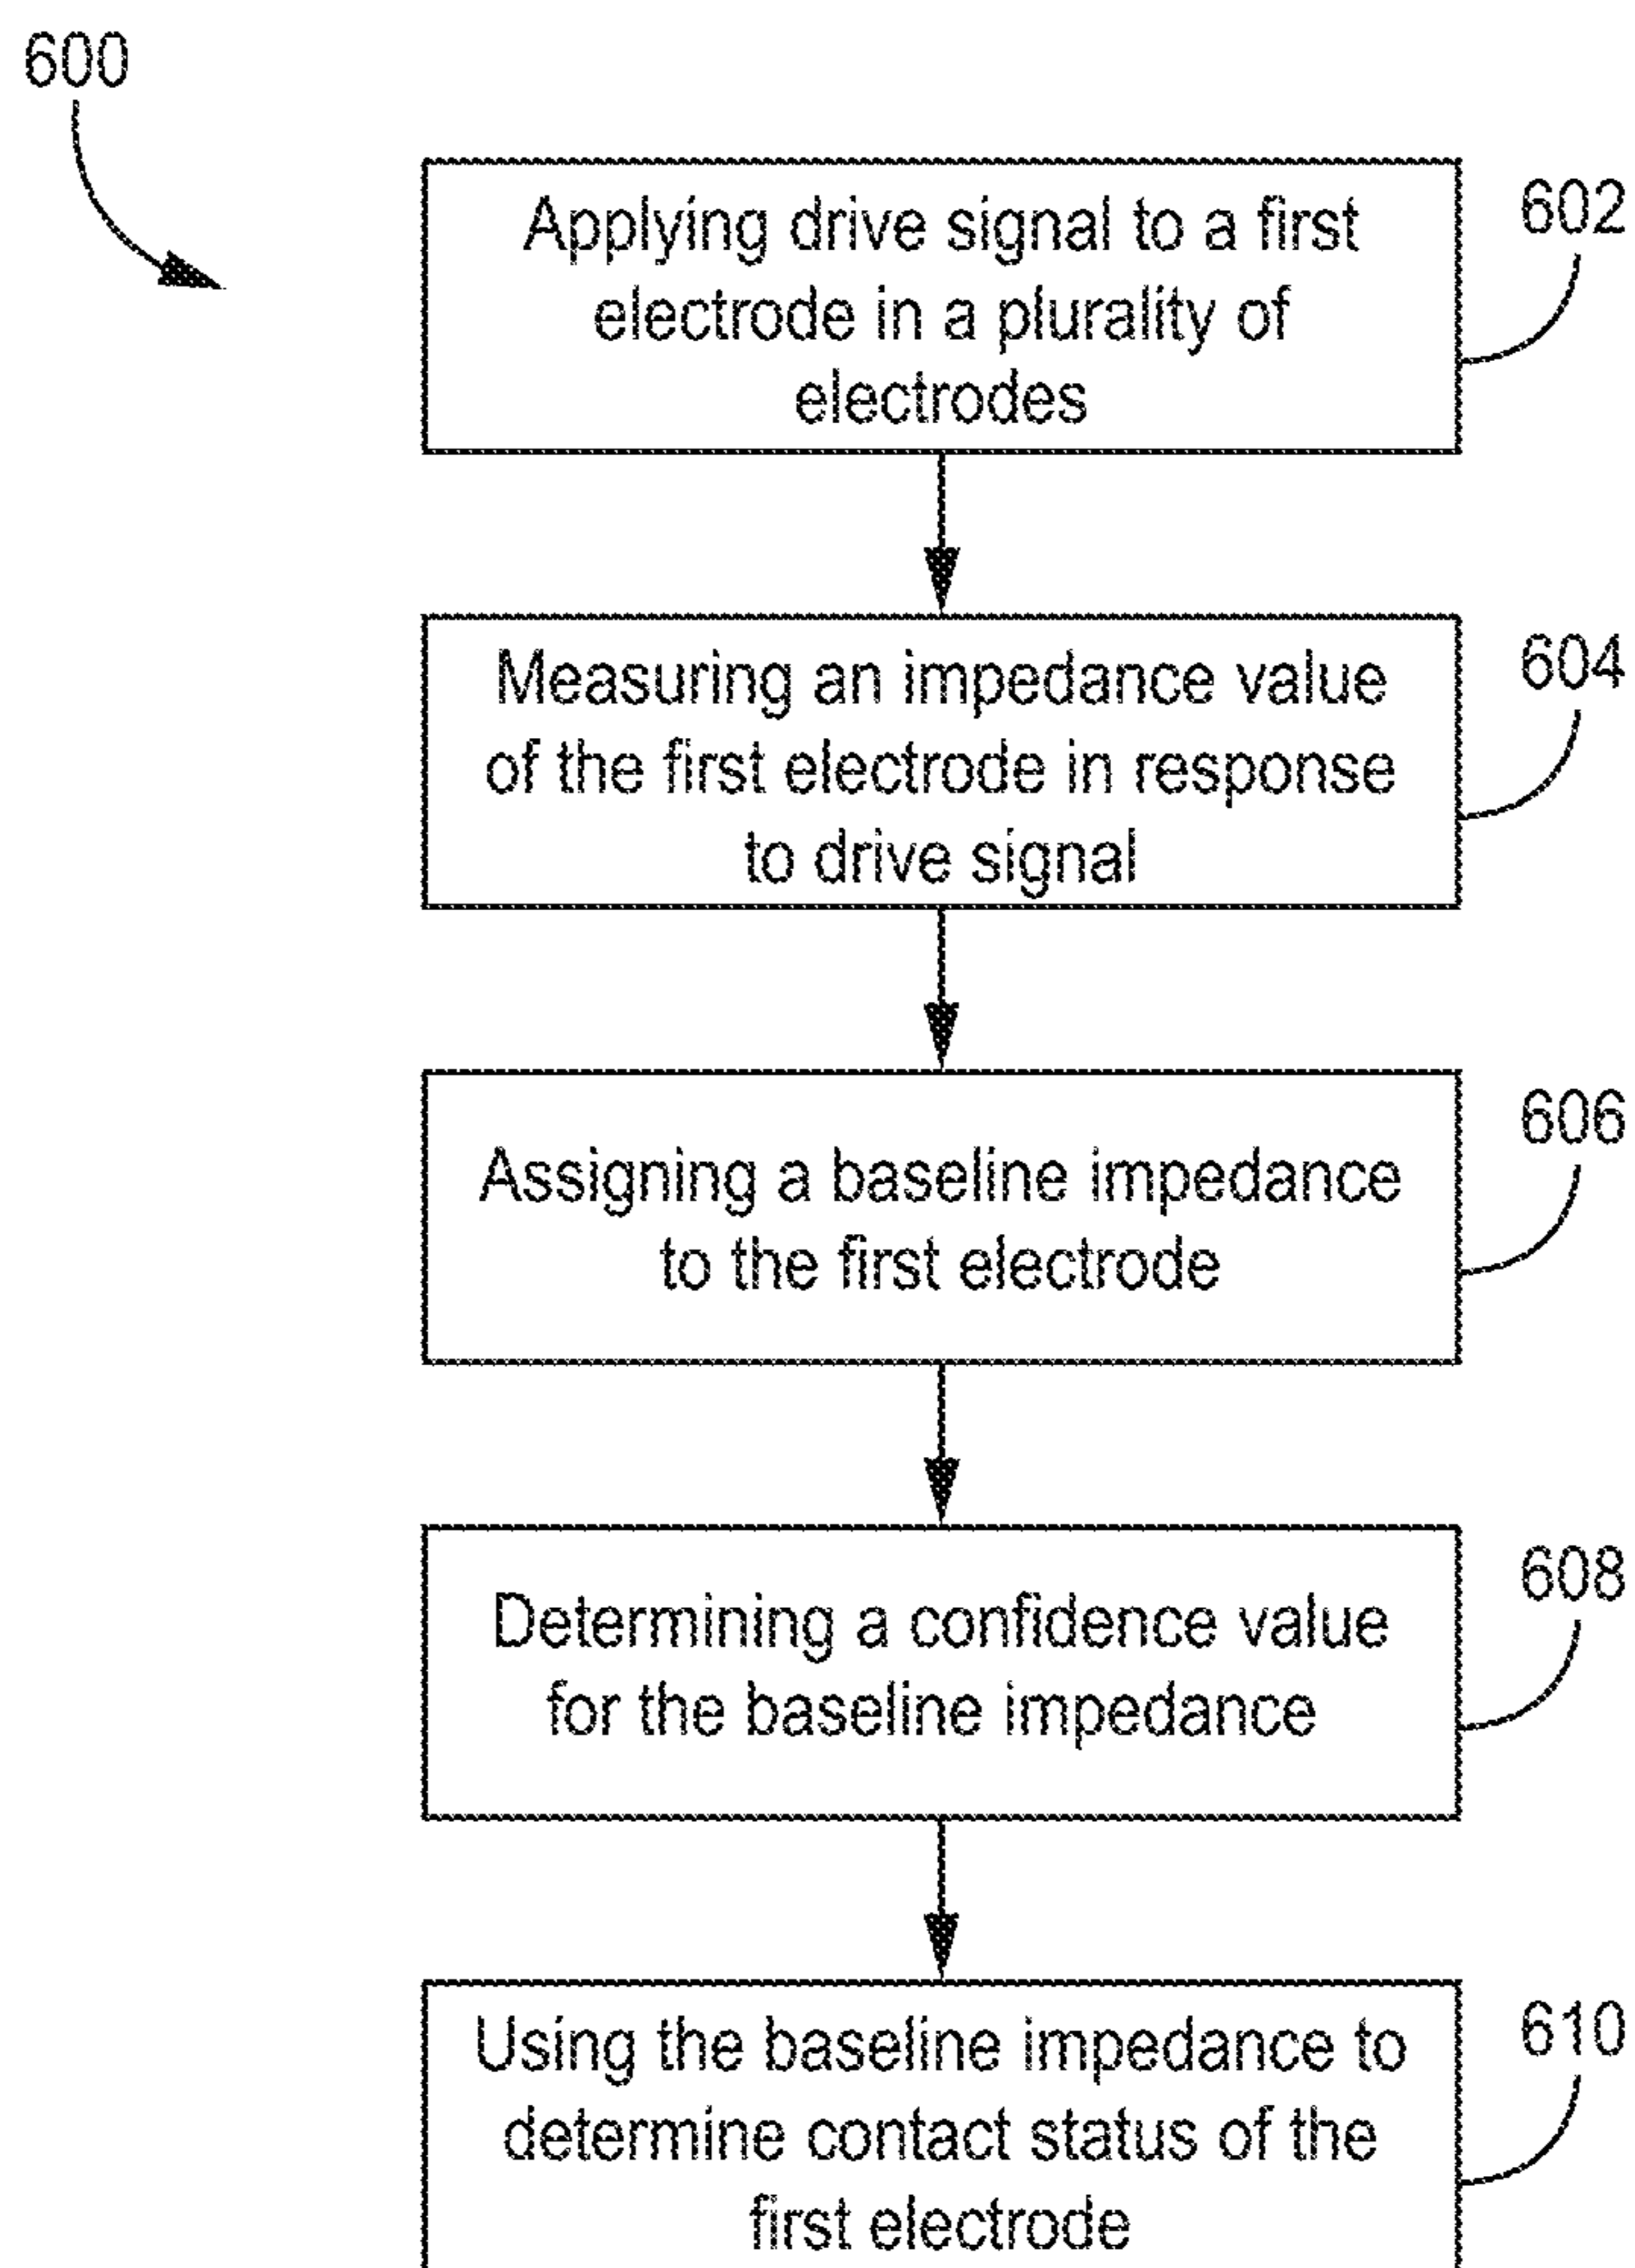 600
Applying drive signal to a first
electrode in a plurality of
electrodes
602
Measuring an impedance value
of the first electrode in response
to drive signal
604
Assigning a baseline impedance
to the first electrode
606
Determining a confidence value
for the baseline impedance
608
Using the baseline impedance to
determine contact status of the
first electrode
610